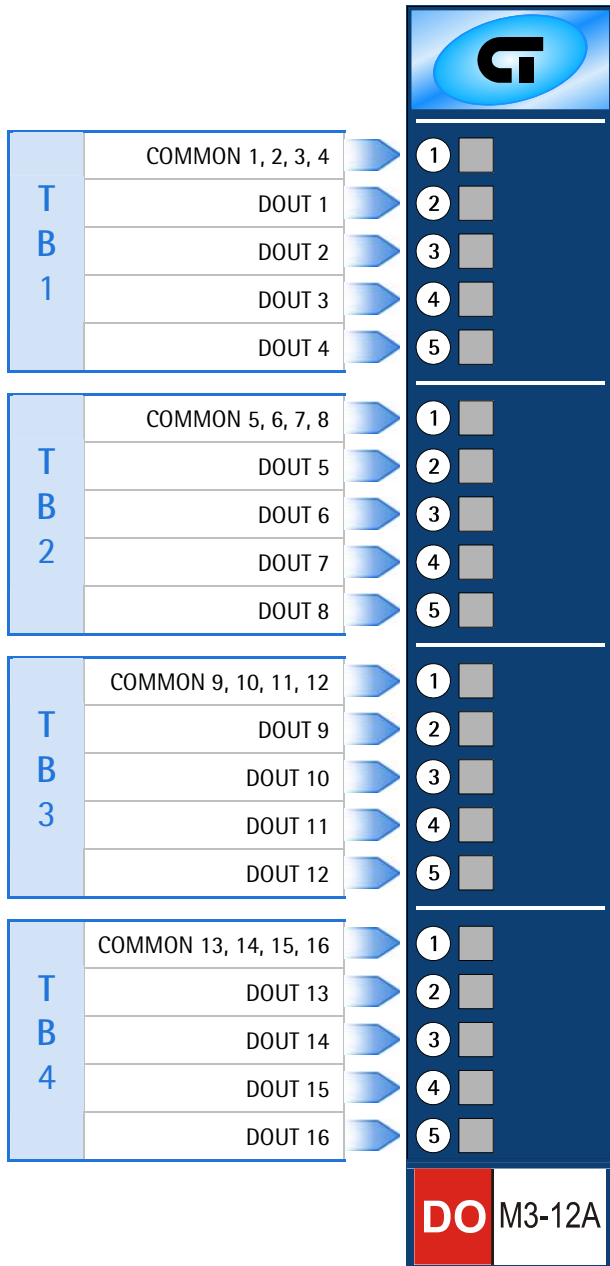 CT
T
B
1
COMMON 1, 2, 3, 4 1
DOUT 1 2
DOUT 2 3
DOUT 3 4
DOUT 4 5
T
B
2
COMMON 5, 6, 7, 8 1
DOUT 5 2
DOUT 6 3
DOUT 7 4
DOUT 8 5
T
B
3
COMMON 9, 10, 11, 12 1
DOUT 9 2
DOUT 10 3
DOUT 11 4
DOUT 12 5
T
B
4
COMMON 13, 14, 15, 16 1
DOUT 13 2
DOUT 14 3
DOUT 15 4
DOUT 16 5
DO M3-12A